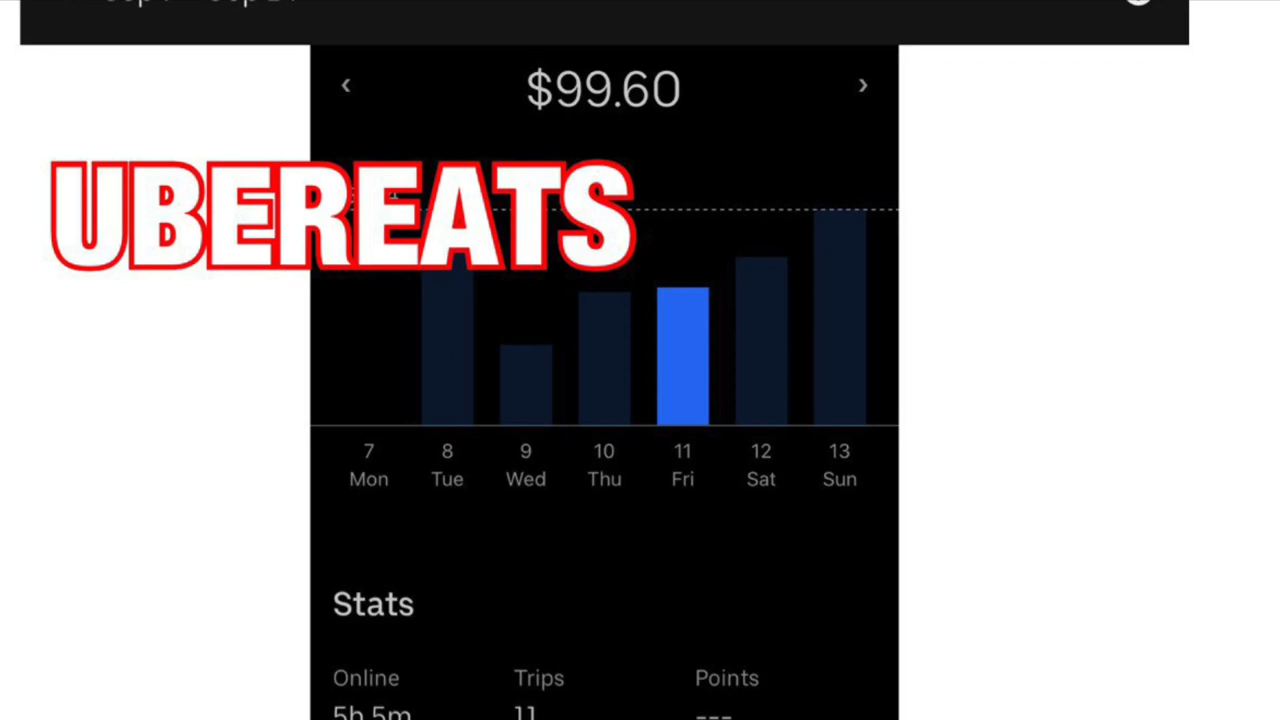 ‹ $99.60 ›
UBEREATS
7 8 9 10 11 12 13
Mon Tue Wed Thu Fri Sat Sun
Stats
Online Trips Points
5h 5m 11 ---